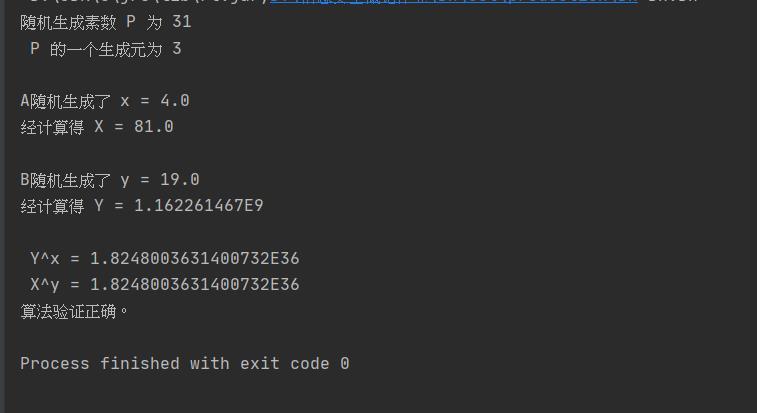 随机生成素数 P 为 31
P 的一个生成元为 3
A随机生成了 x = 4.0
经计算得 X = 81.0
B随机生成了 y = 19.0
经计算得 Y = 1.162261467E9
Y^x = 1.8248003631400732E36
X^y = 1.8248003631400732E36
算法验证正确。
Process finished with exit code 0